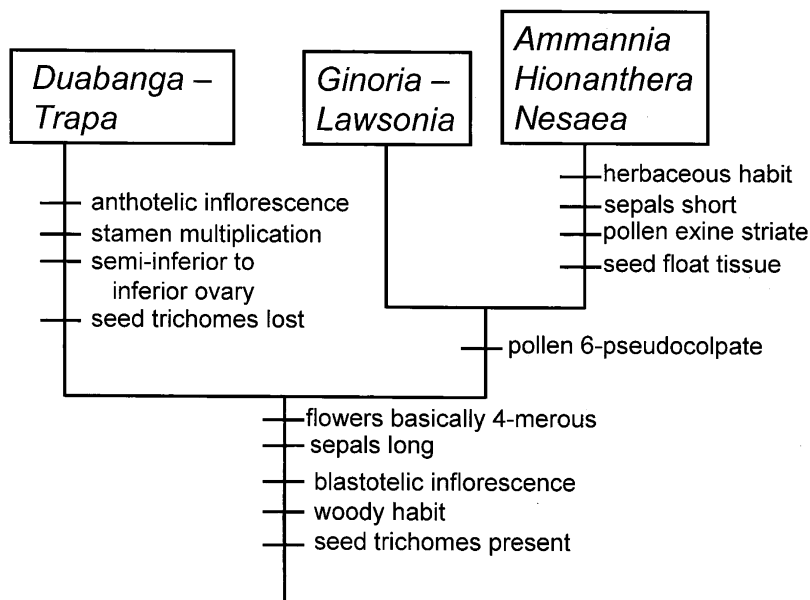 Duabanga –
Trapa
Ginoria –
Lawsonia
Ammannia
Hionanthera
Nesaea
anthotelic inflorescence
stamen multiplication
semi-inferior to
inferior ovary
seed trichomes lost
herbaceous habit
sepals short
pollen exine striate
seed float tissue
pollen 6-pseudocolpate
flowers basically 4-merous
sepals long
blastotelic inflorescence
woody habit
seed trichomes present